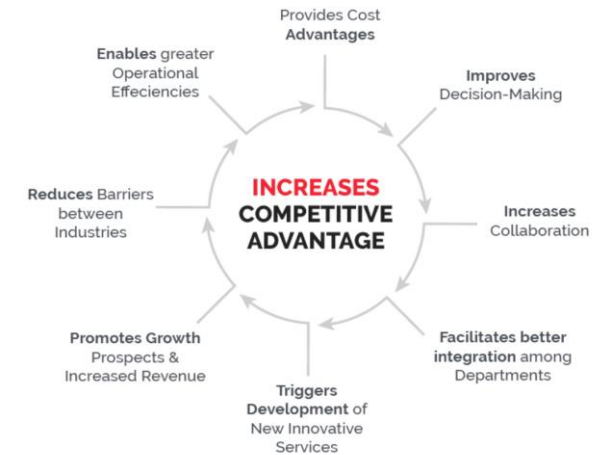 Provides Cost
Advantages
Improves
Decision-Making
Increases
Collaboration
Facilitates better
integration among
Departments
Triggers
Development of
New Innovative
Services
Promotes Growth
Prospects &
Increased Revenue
Reduces Barriers
between
Industries
Enables greater
Operational
Effeciencies
INCREASES
COMPETITIVE
ADVANTAGE